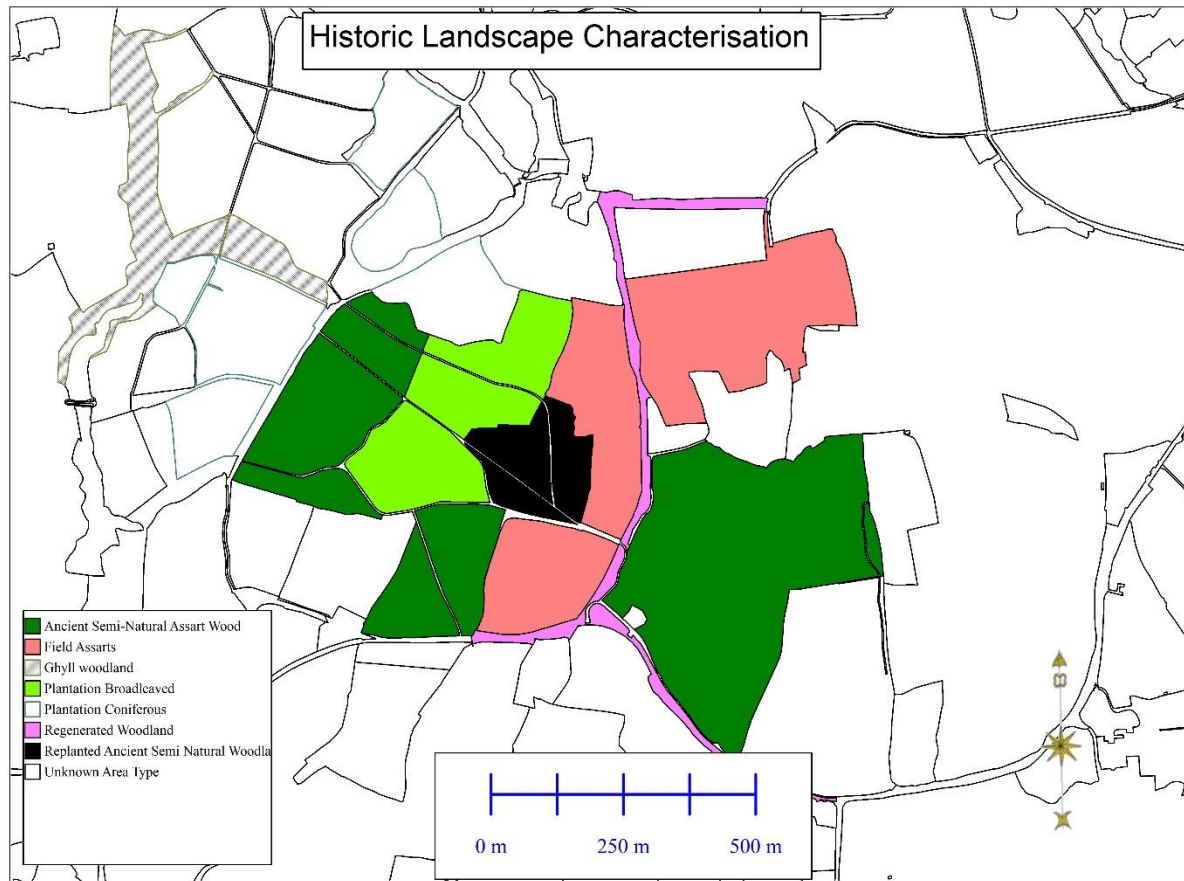 Historic Landscape Characterisation
Ancient Semi-Natural Assart Wood
Field Assarts
Ghyll woodland
Plantation Broadleaved
Plantation Coniferous
Regenerated Woodland
Replanted Ancient Semi Natural Woodla
Unknown Area Type
0 m 250 m 500 m